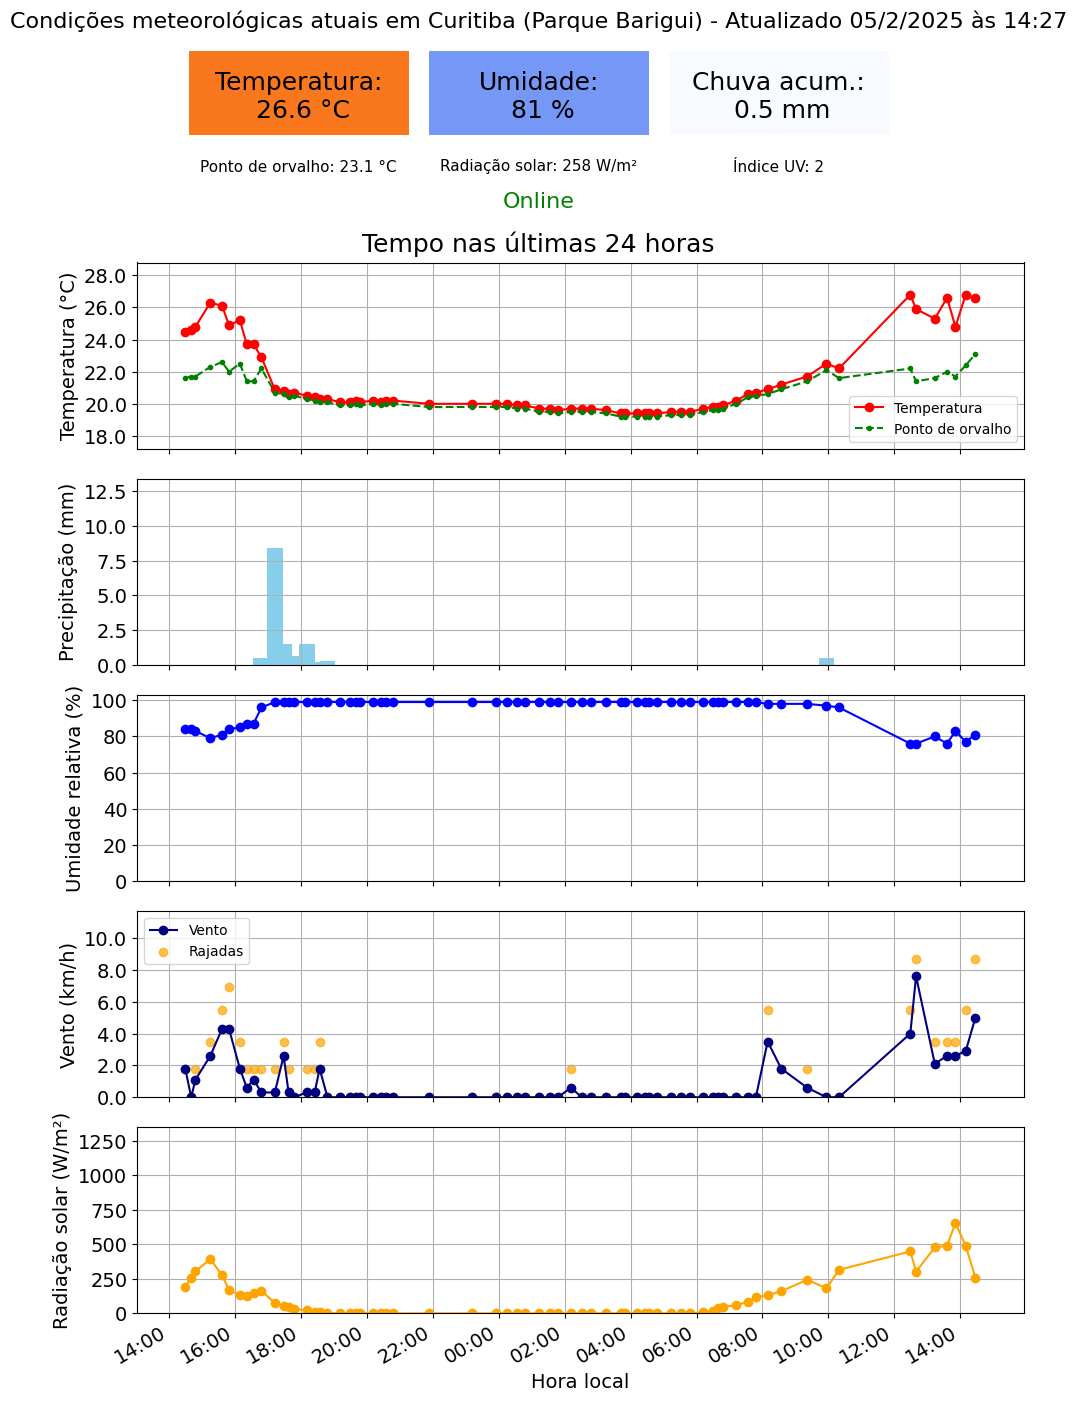 Condições meteorológicas atuais em Curitiba (Parque Barigui) - Atualizado 05/2/2025 às 14:27
Temperatura:
26.6 °C
Umidade:
81 %
Chuva acum.:
0.5 mm
Ponto de orvalho: 23.1 °C
Radiação solar: 258 W/m²
Índice UV: 2
Online
Tempo nas últimas 24 horas
Temperatura (°C)
28.0
26.0
24.0
22.0
20.0
18.0
Temperatura
Ponto de orvalho
Precipitação (mm)
12.5
10.0
7.5
5.0
2.5
0.0
Umidade relativa (%)
100
80
60
40
20
0
Vento (km/h)
10.0
8.0
6.0
4.0
2.0
0.0
Vento
Rajadas
Radiação solar (W/m²)
1250
1000
750
500
250
0
14:00
16:00
18:00
20:00
22:00
00:00
02:00
04:00
06:00
08:00
10:00
12:00
14:00
Hora local